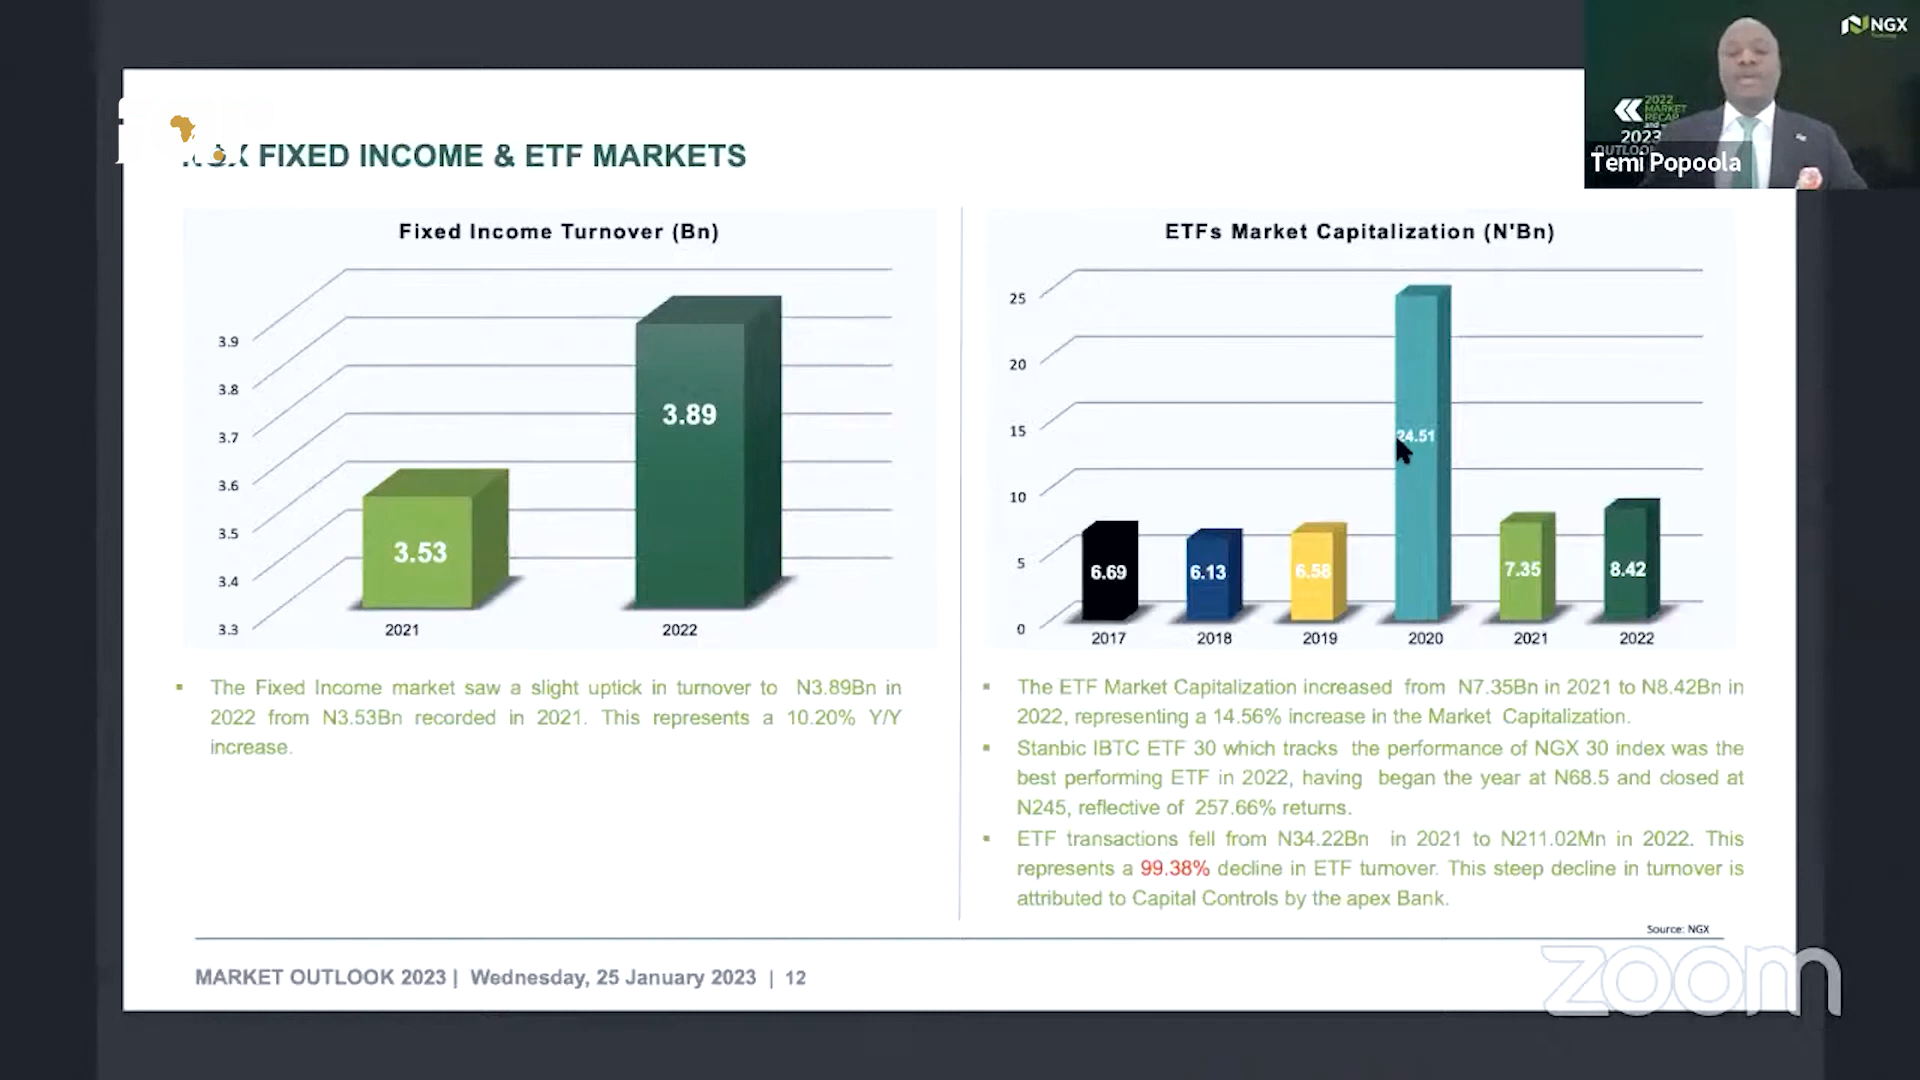 NGX
2022
MARKET
RECAP
and
2023
OUTLOOK
Temi Popoola
NGX FIXED INCOME & ETF MARKETS
Fixed Income Turnover (Bn)
3.9
3.8
3.7
3.6
3.5
3.4
3.3
3.53
3.89
2021
2022
The Fixed Income market saw a slight uptick in turnover to N3.89Bn in
2022 from N3.53Bn recorded in 2021. This represents a 10.20% Y/Y
increase.
ETFs Market Capitalization (N'Bn)
25
20
15
10
5
0
6.69
6.13
6.58
24.51
7.35
8.42
2017
2018
2019
2020
2021
2022
The ETF Market Capitalization increased from N7.35Bn in 2021 to N8.42Bn in
2022, representing a 14.56% increase in the Market Capitalization.
Stanbic IBTC ETF 30 which tracks the performance of NGX 30 index was the
best performing ETF in 2022, having began the year at N68.5 and closed at
N245, reflective of 257.66% returns.
ETF transactions fell from N34.22Bn in 2021 to N211.02Mn in 2022. This
represents a 99.38% decline in ETF turnover. This steep decline in turnover is
attributed to Capital Controls by the apex Bank.
Source: NGX
MARKET OUTLOOK 2023 | Wednesday, 25 January 2023 | 12
zoom